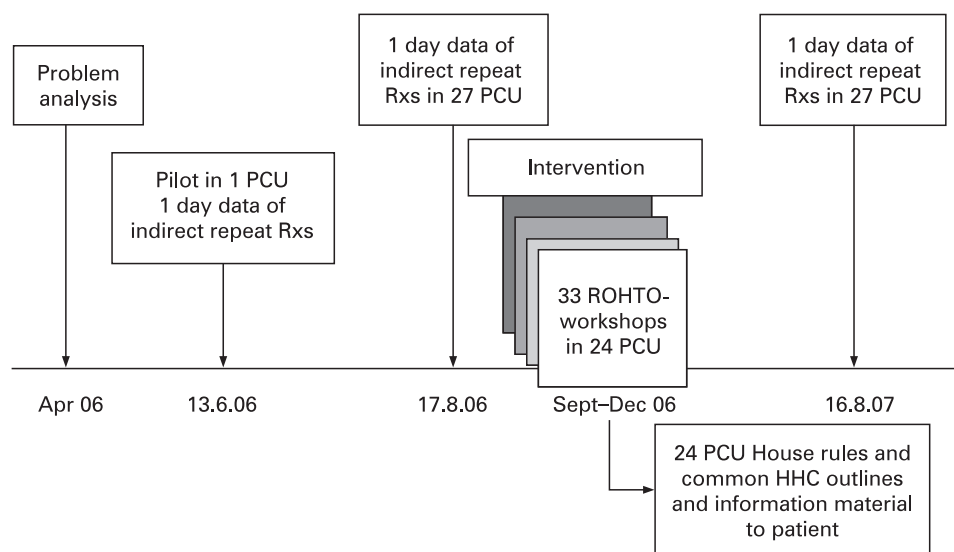 Problem
analysis
Pilot in 1 PCU
1 day data of
indirect repeat Rxs
1 day data of
indirect repeat
Rxs in 27 PCU
Intervention
33 ROHTO-
workshops
in 24 PCU
1 day data of
indirect repeat
Rxs in 27 PCU
Apr 06
13.6.06
17.8.06
Sept–Dec 06
16.8.07
24 PCU House rules and
common HHC outlines
and information material
to patient